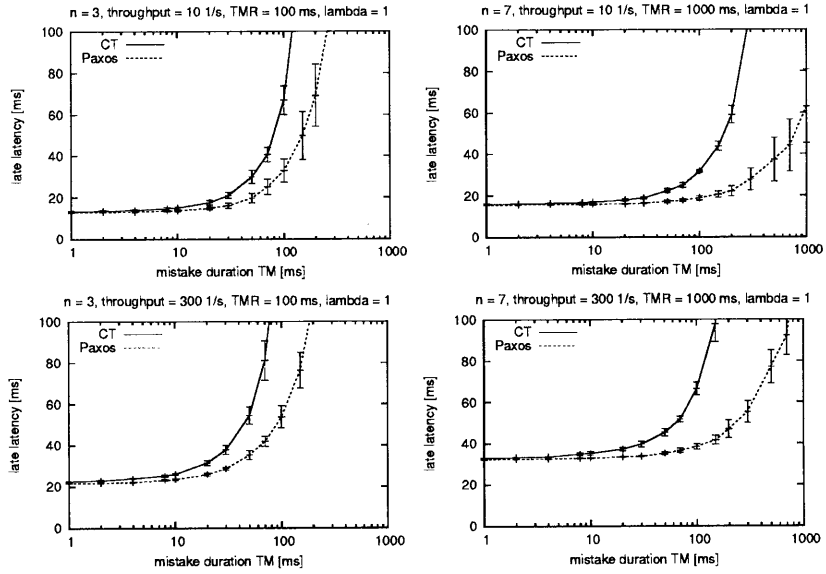 n = 3, throughput = 10 1/s, TMR = 100 ms, lambda = 1
late latency [ms]
100
80
60
40
20
0
CT
Paxos
1
10
100
1000
mistake duration TM [ms]
n = 7, throughput = 10 1/s, TMR = 1000 ms, lambda = 1
late latency [ms]
100
80
60
40
20
0
CT
Paxos
1
10
100
1000
mistake duration TM [ms]
n = 3, throughput = 300 1/s, TMR = 100 ms, lambda = 1
late latency [ms]
100
80
60
40
20
0
CT
Paxos
1
10
100
1000
mistake duration TM [ms]
n = 7, throughput = 300 1/s, TMR = 1000 ms, lambda = 1
late latency [ms]
100
80
60
40
20
0
CT
Paxos
1
10
100
1000
mistake duration TM [ms]